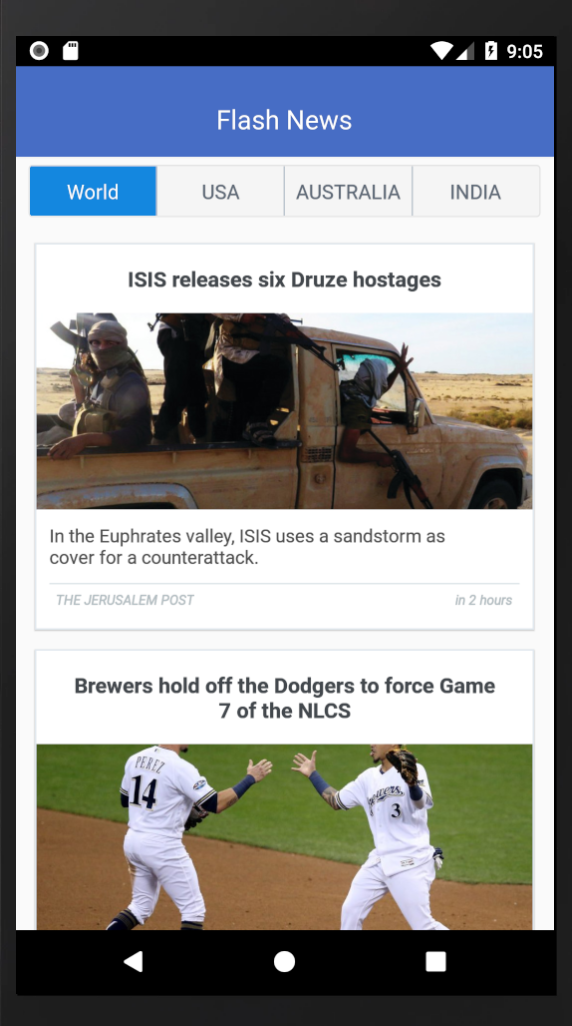 9:05
Flash News
World USA AUSTRALIA INDIA
ISIS releases six Druze hostages
In the Euphrates valley, ISIS uses a sandstorm as
cover for a counterattack.
THE JERUSALEM POST in 2 hours
Brewers hold off the Dodgers to force Game
7 of the NLCS
PEREZ
14
Brewers
3